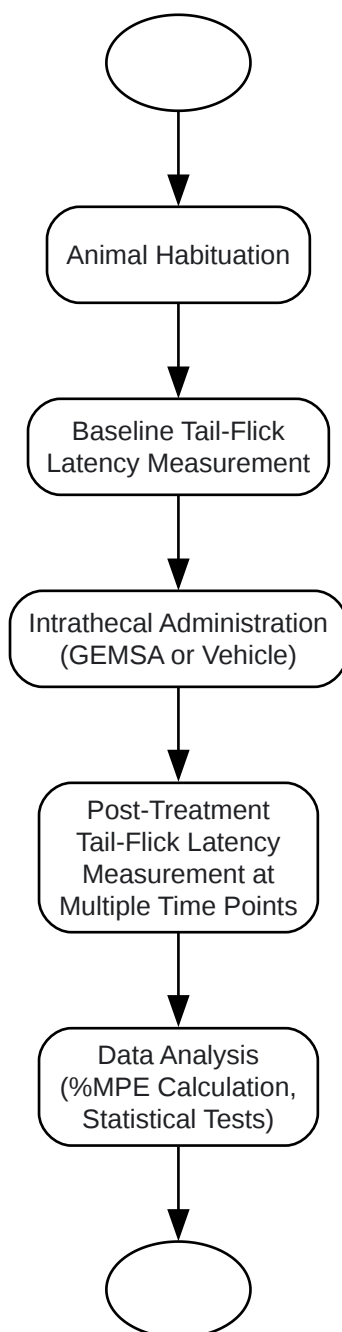 Animal Habituation
Baseline Tail-Flick
Latency Measurement
Intrathecal Administration
(GEMSA or Vehicle)
Post-Treatment
Tail-Flick Latency
Measurement at
Multiple Time Points
Data Analysis
(%MPE Calculation,
Statistical Tests)